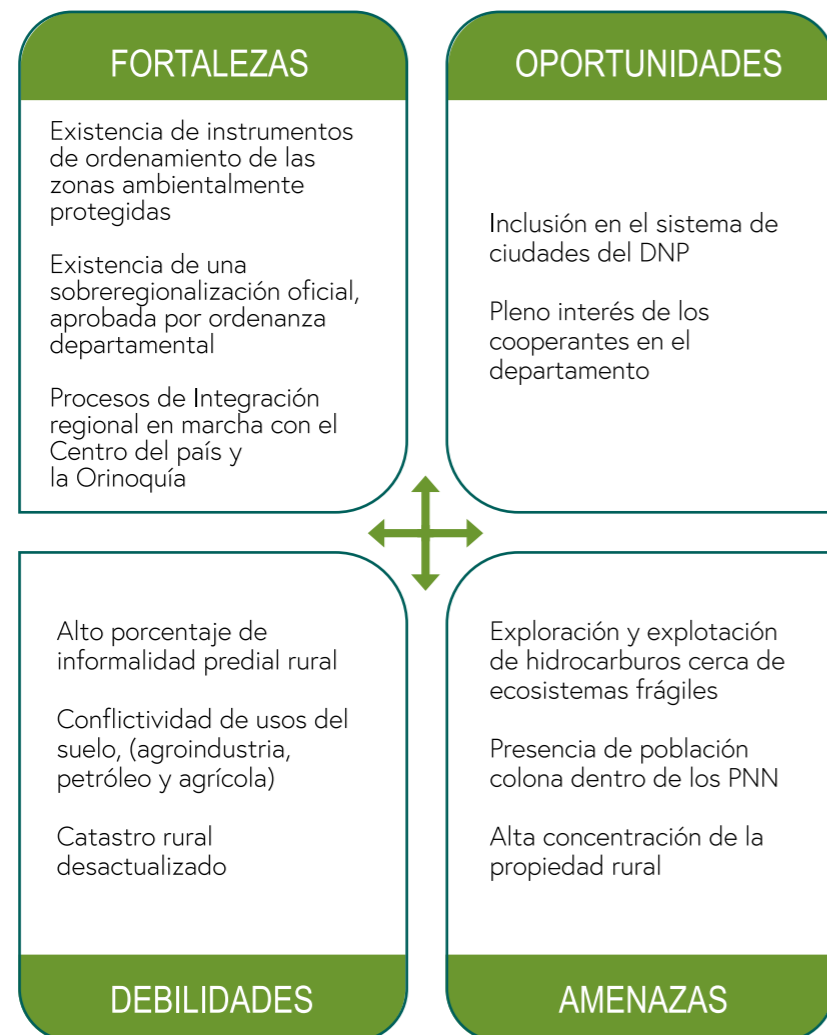 FORTALEZAS
Existencia de instrumentos
de ordenamiento de las
zonas ambientalmente
protegidas
Existencia de una
sobreregionalización oficial,
aprobada por ordenanza
departamental
Procesos de Integración
regional en marcha con el
Centro del país y
la Orinoquía
OPORTUNIDADES
Inclusión en el sistema de
ciudades del DNP
Pleno interés de los
cooperantes en el
departamento
Alto porcentaje de
informalidad predial rural
Conflictividad de usos del
suelo, (agroindustria,
petróleo y agrícola)
Catastro rural
desactualizado
DEBILIDADES
Exploración y explotación
de hidrocarburos cerca de
ecosistemas frágiles
Presencia de población
colona dentro de los PNN
Alta concentración de la
propiedad rural
AMENAZAS